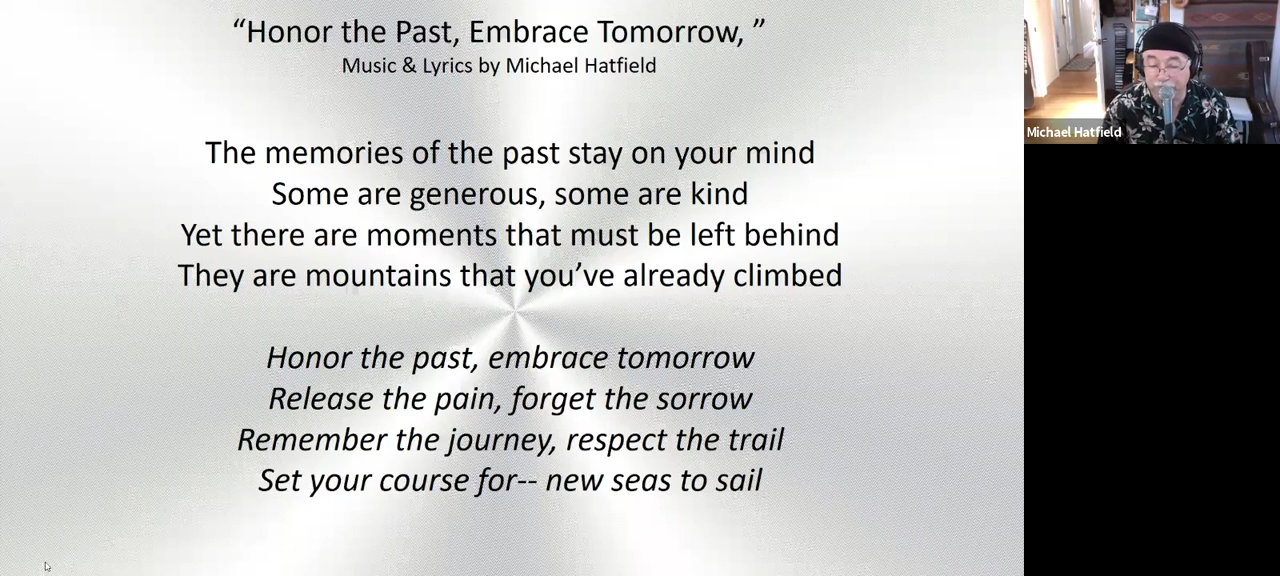 “Honor the Past, Embrace Tomorrow, ”
Music & Lyrics by Michael Hatfield
The memories of the past stay on your mind
Some are generous, some are kind
Yet there are moments that must be left behind
They are mountains that you’ve already climbed
Honor the past, embrace tomorrow
Release the pain, forget the sorrow
Remember the journey, respect the trail
Set your course for-- new seas to sail
Michael Hatfield